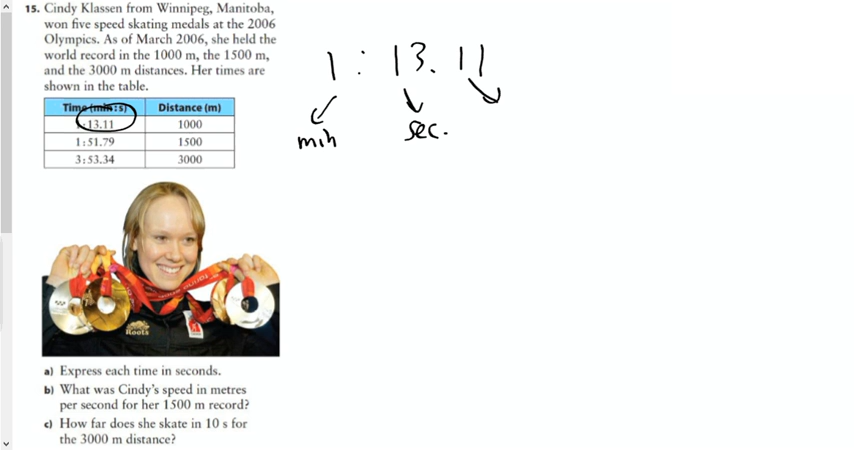 15. Cindy Klassen from Winnipeg, Manitoba,
won five speed skating medals at the 2006
Olympics. As of March 2006, she held the
world record in the 1000 m, the 1500 m,
and the 3000 m distances. Her times are
shown in the table.
Time (min:s) Distance (m)
1:13.11 1000
1:51.79 1500
3:53.34 3000
Roots
a) Express each time in seconds.
b) What was Cindy's speed in metres
per second for her 1500 m record?
c) How far does she skate in 10 s for
the 3000 m distance?
1 : 13.11
min sec.